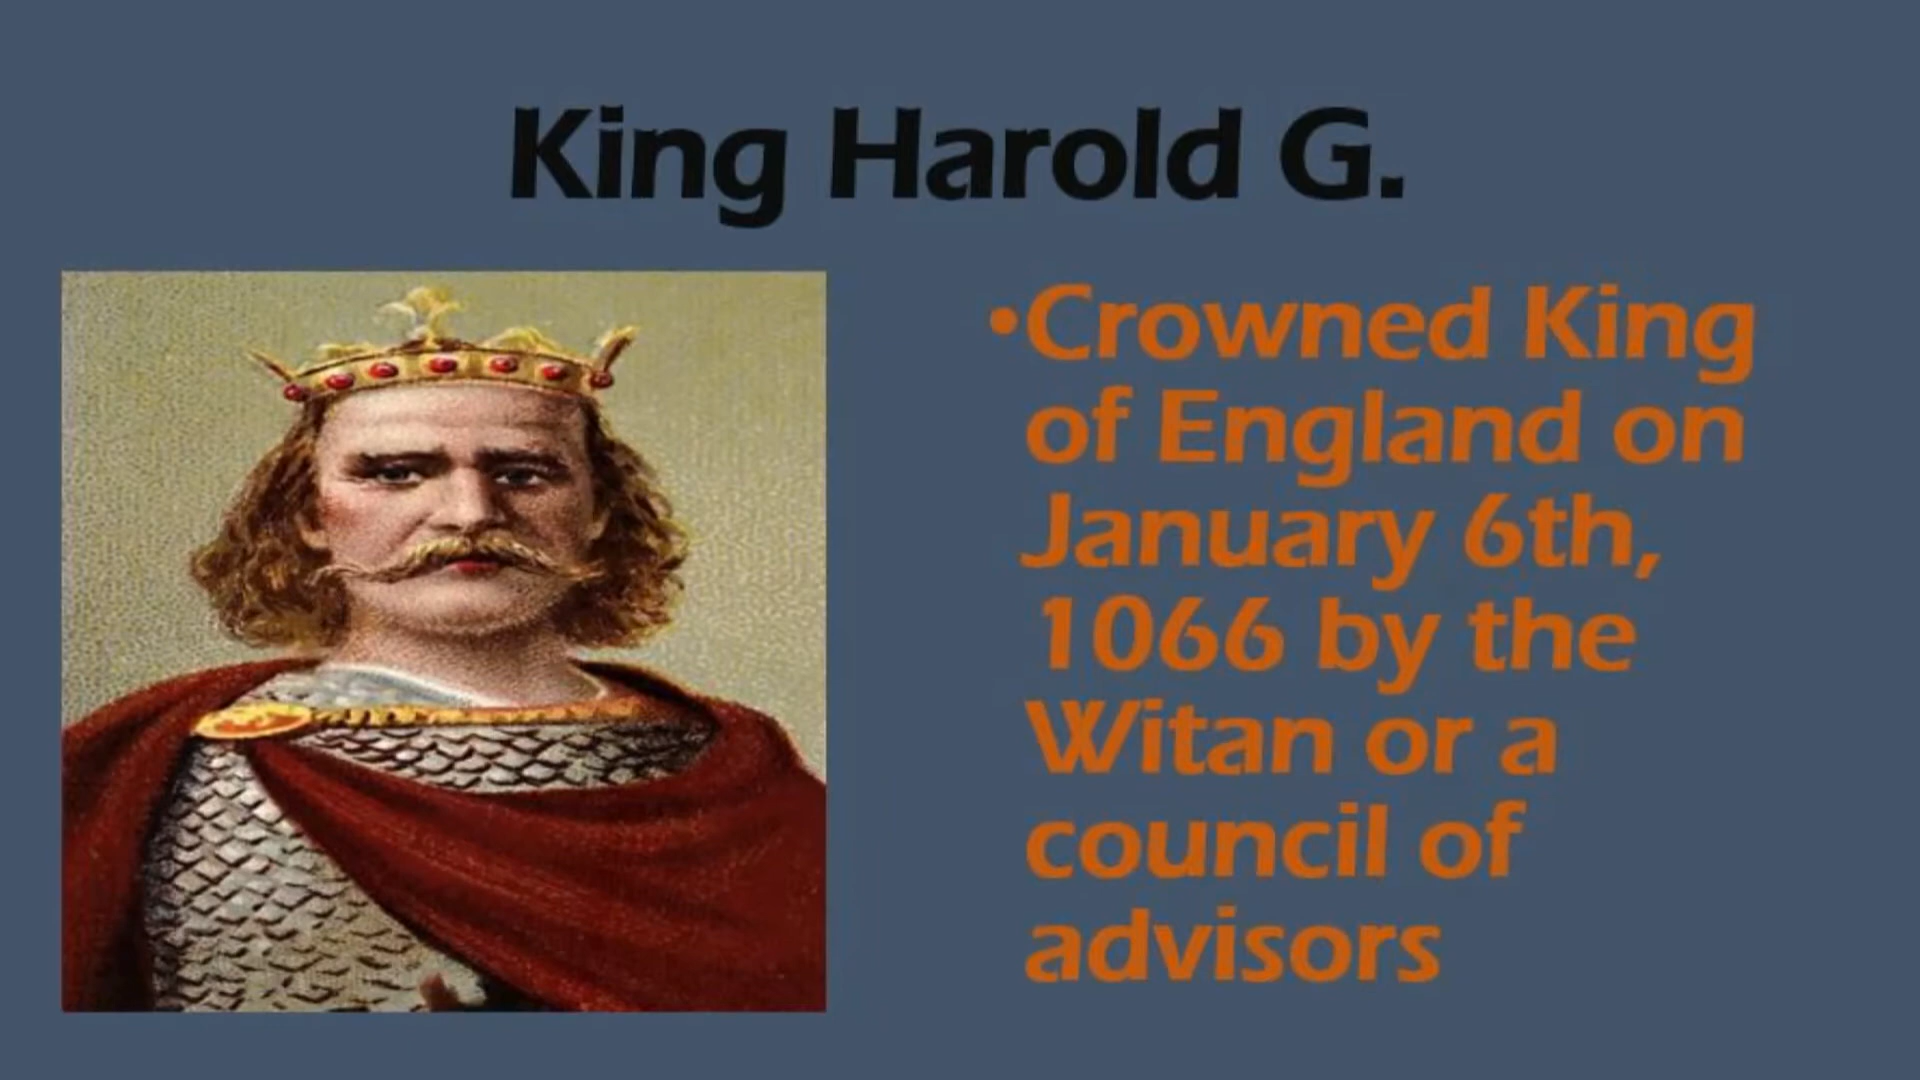 King Harold G.
•Crowned King
of England on
January 6th,
1066 by the
Witan or a
council of
advisors